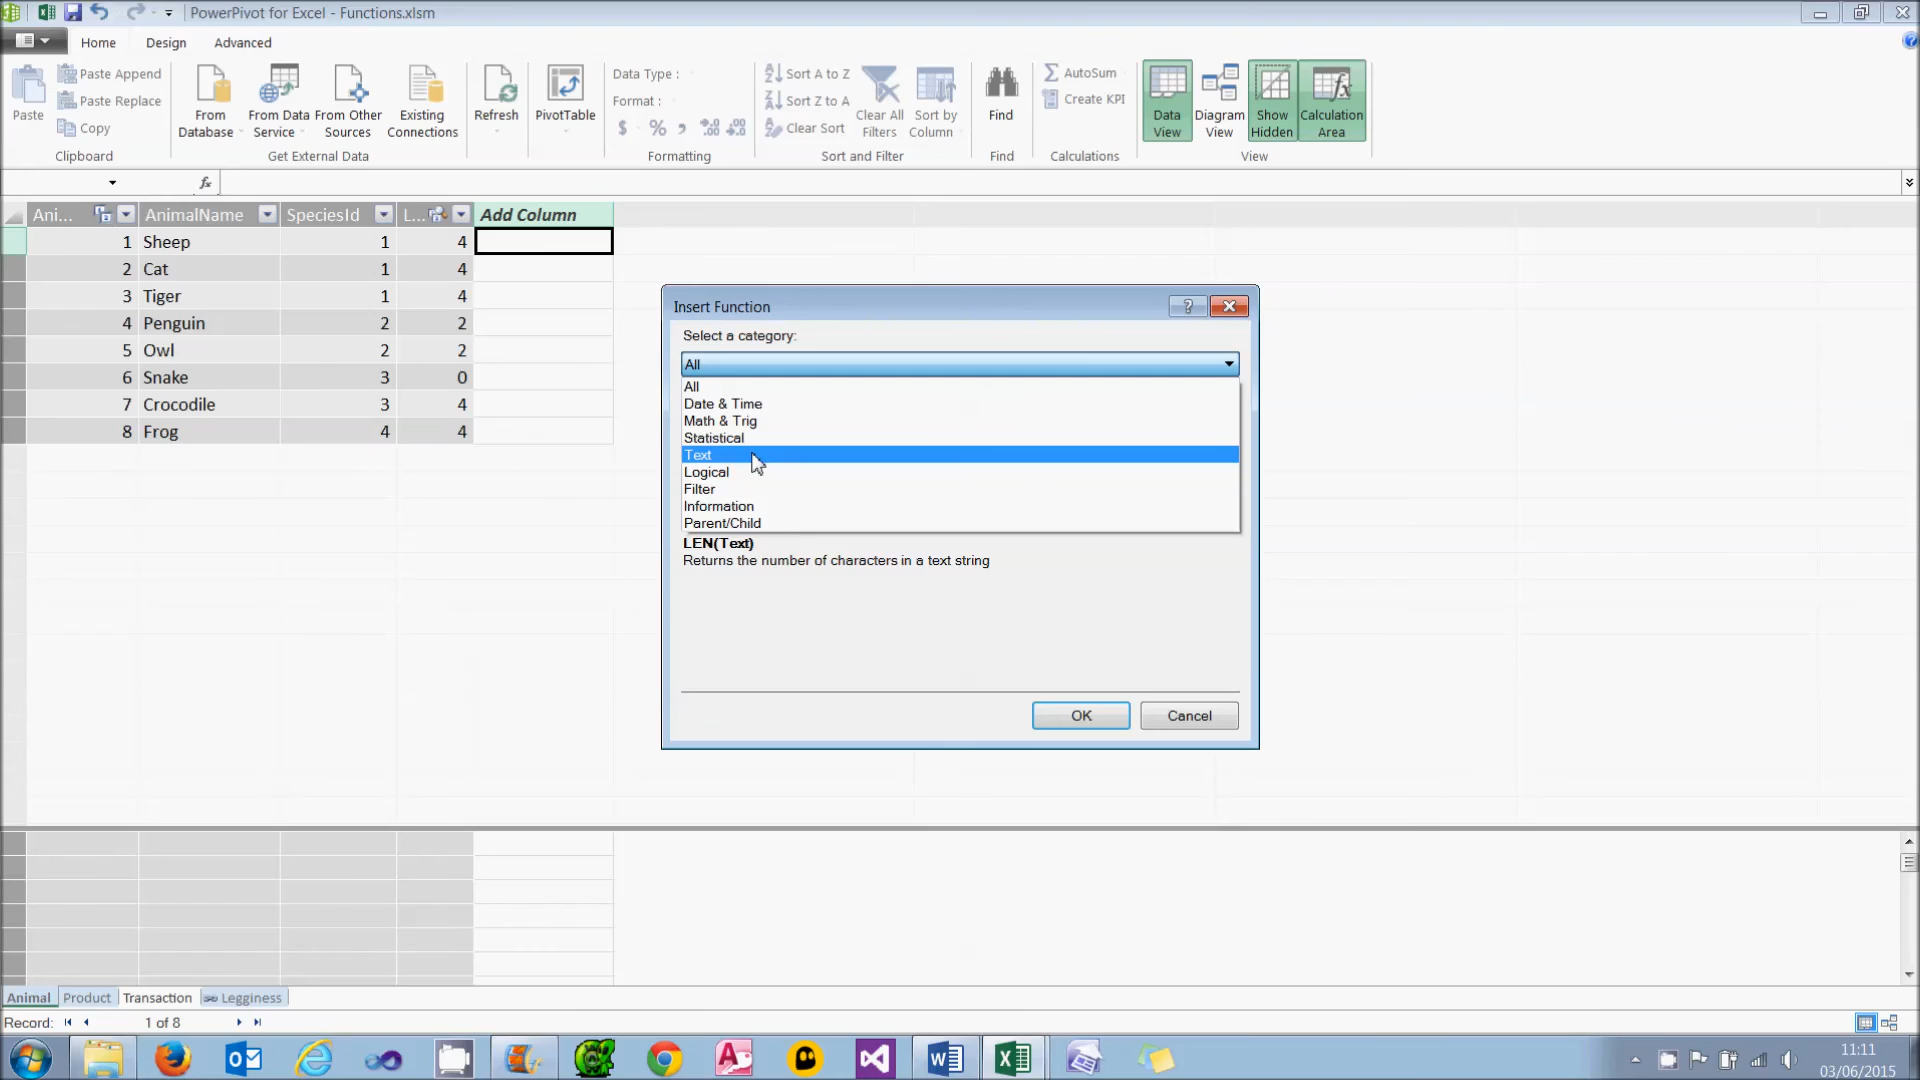 PowerPivot for Excel - Functions.xlsm
Home Design Advanced
Paste
Paste Append
Paste Replace
Copy
Clipboard
From Database
From Data Service
From Other Sources
Existing Connections
Get External Data
Refresh
PivotTable
Data Type :
Format :
$ % ,
Formatting
Sort A to Z
Sort Z to A
Clear Sort
Clear All Filters
Sort by Column
Sort and Filter
Find
Find
AutoSum
Create KPI
Calculations
Data View
Diagram View
Show Hidden
Calculation Area
View
fx
Ani... AnimalName SpeciesId L... Add Column
1 Sheep 1 4
2 Cat 1 4
3 Tiger 1 4
4 Penguin 2 2
5 Owl 2 2
6 Snake 3 0
7 Crocodile 3 4
8 Frog 4 4
Insert Function
Select a category:
All
All
Date & Time
Math & Trig
Statistical
Text
Logical
Filter
Information
Parent/Child
LEN(Text)
Returns the number of characters in a text string
OK Cancel
Animal Product Transaction Legginess
Record: 1 of 8
11:11
03/06/2015